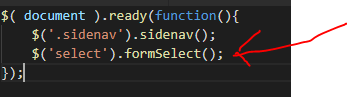 $( document ).ready(function(){
    $('.sidenav').sidenav();
    $('select').formSelect();
});